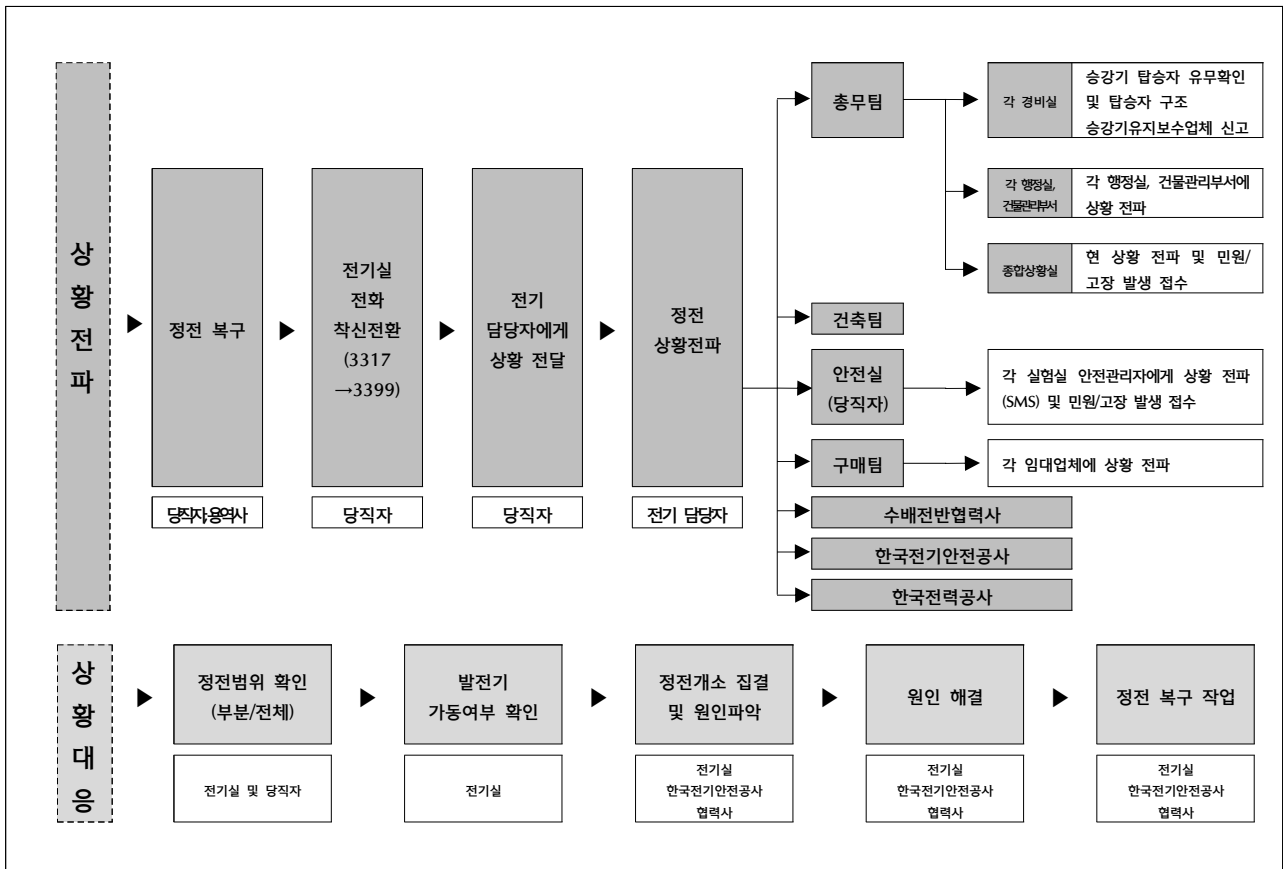 상
황
전
파
정전 복구
당직자,용역사
전기실
전화
착신전환
(3317
→3399)
당직자
전기
담당자에게
상황 전달
당직자
정전
상황전파
전기 담당자
총무팀
각 경비실
승강기 탑승자 유무확인
및 탑승자 구조
승강기유지보수업체 신고
각 행정실,
건물관리부서
각 행정실, 건물관리부서에
상황 전파
종합상황실
현 상황 전파 및 민원/
고장 발생 접수
건축팀
안전실
(당직자)
각 실험실 안전관리자에게 상황 전파
(SMS) 및 민원/고장 발생 접수
구매팀
각 임대업체에 상황 전파
수배전반협력사
한국전기안전공사
한국전력공사
상
황
대
응
정전범위 확인
(부분/전체)
전기실 및 당직자
발전기
가동여부 확인
전기실
정전개소 집결
및 원인파악
전기실
한국전기안전공사
협력사
원인 해결
전기실
한국전기안전공사
협력사
정전 복구 작업
전기실
한국전기안전공사
협력사